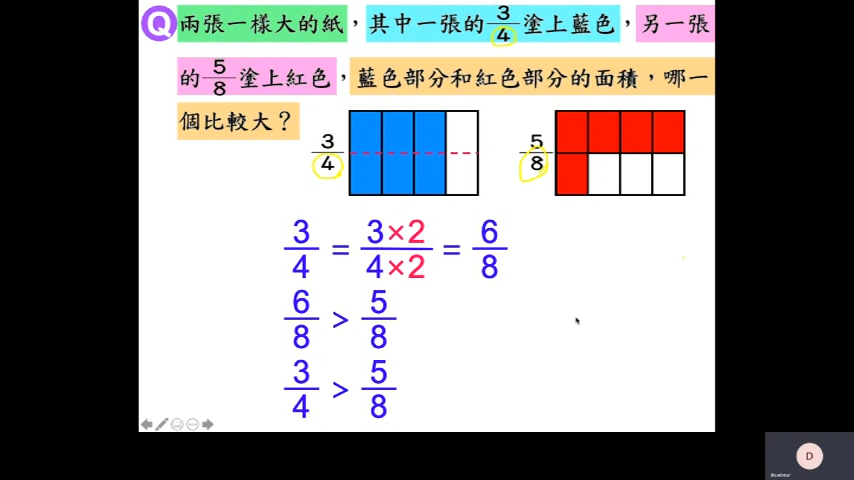 Q 兩張一樣大的紙，其中一張的 3/4 塗上藍色，另一張
的 5/8 塗上紅色，藍色部分和紅色部分的面積，哪一
個比較大？
3/4 5/8
3/4 = 3×2/4×2 = 6/8
6/8 > 5/8
3/4 > 5/8
D